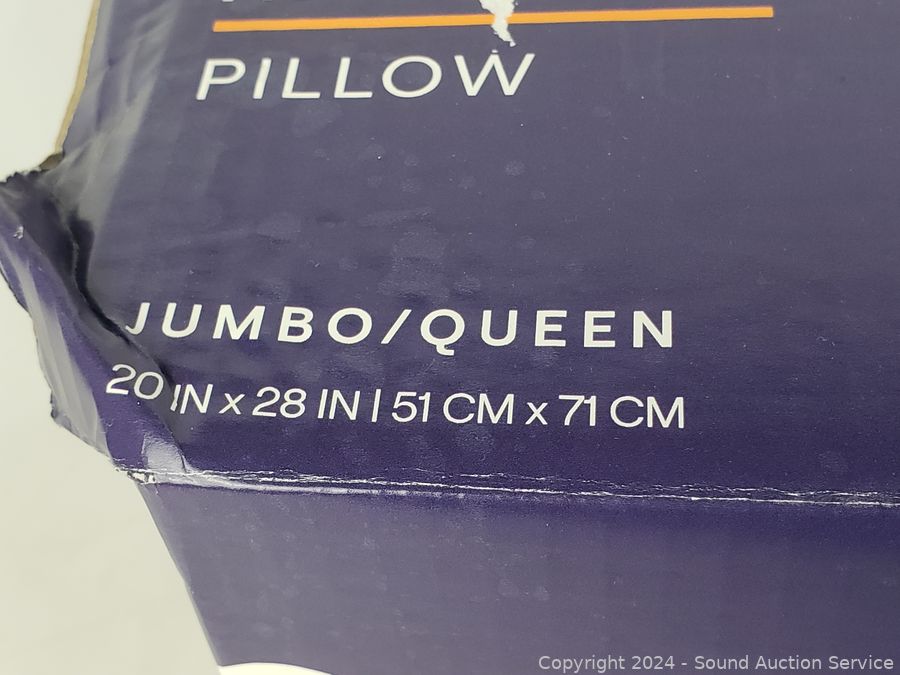 PILLOW
JUMBO/QUEEN
20 IN x 28 IN | 51 CM x 71 CM
Copyright 2024 - Sound Auction Service